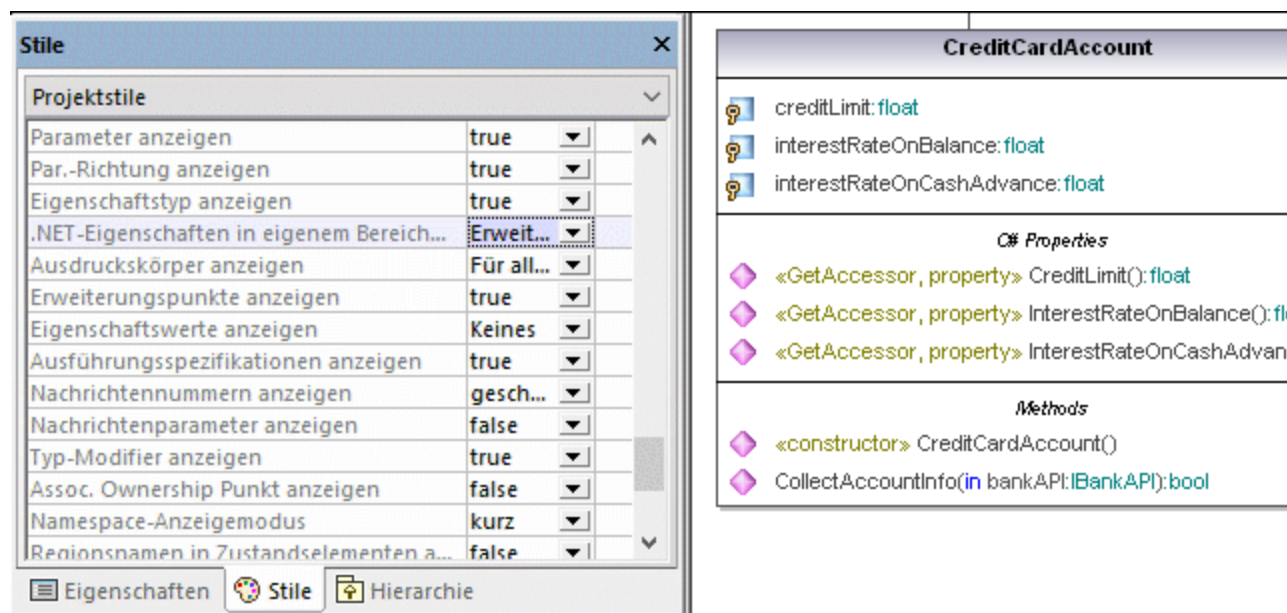 Stile
Projektstile
Parameter anzeigen true
Par.-Richtung anzeigen true
Eigenschaftstyp anzeigen true
.NET-Eigenschaften in eigenem Bereich... Erweit...
Ausdruckskörper anzeigen Für all...
Erweiterungspunkte anzeigen true
Eigenschaftswerte anzeigen Keines
Ausführungsspezifikationen anzeigen true
Nachrichtennummern anzeigen gesch...
Nachrichtenparameter anzeigen false
Typ-Modifier anzeigen true
Assoc. Ownership Punkt anzeigen false
Namespace-Anzeigemodus kurz
Regionsnamen in Zustandselementen a... false
Eigenschaften Stile Hierarchie
CreditCardAccount
creditLimit:float
interestRateOnBalance:float
interestRateOnCashAdvance:float
C# Properties
«GetAccessor, property» CreditLimit():float
«GetAccessor, property» InterestRateOnBalance():flo
«GetAccessor, property» InterestRateOnCashAdvan
Methods
«constructor» CreditCardAccount()
CollectAccountInfo(in bankAPI:IBankAPI):bool